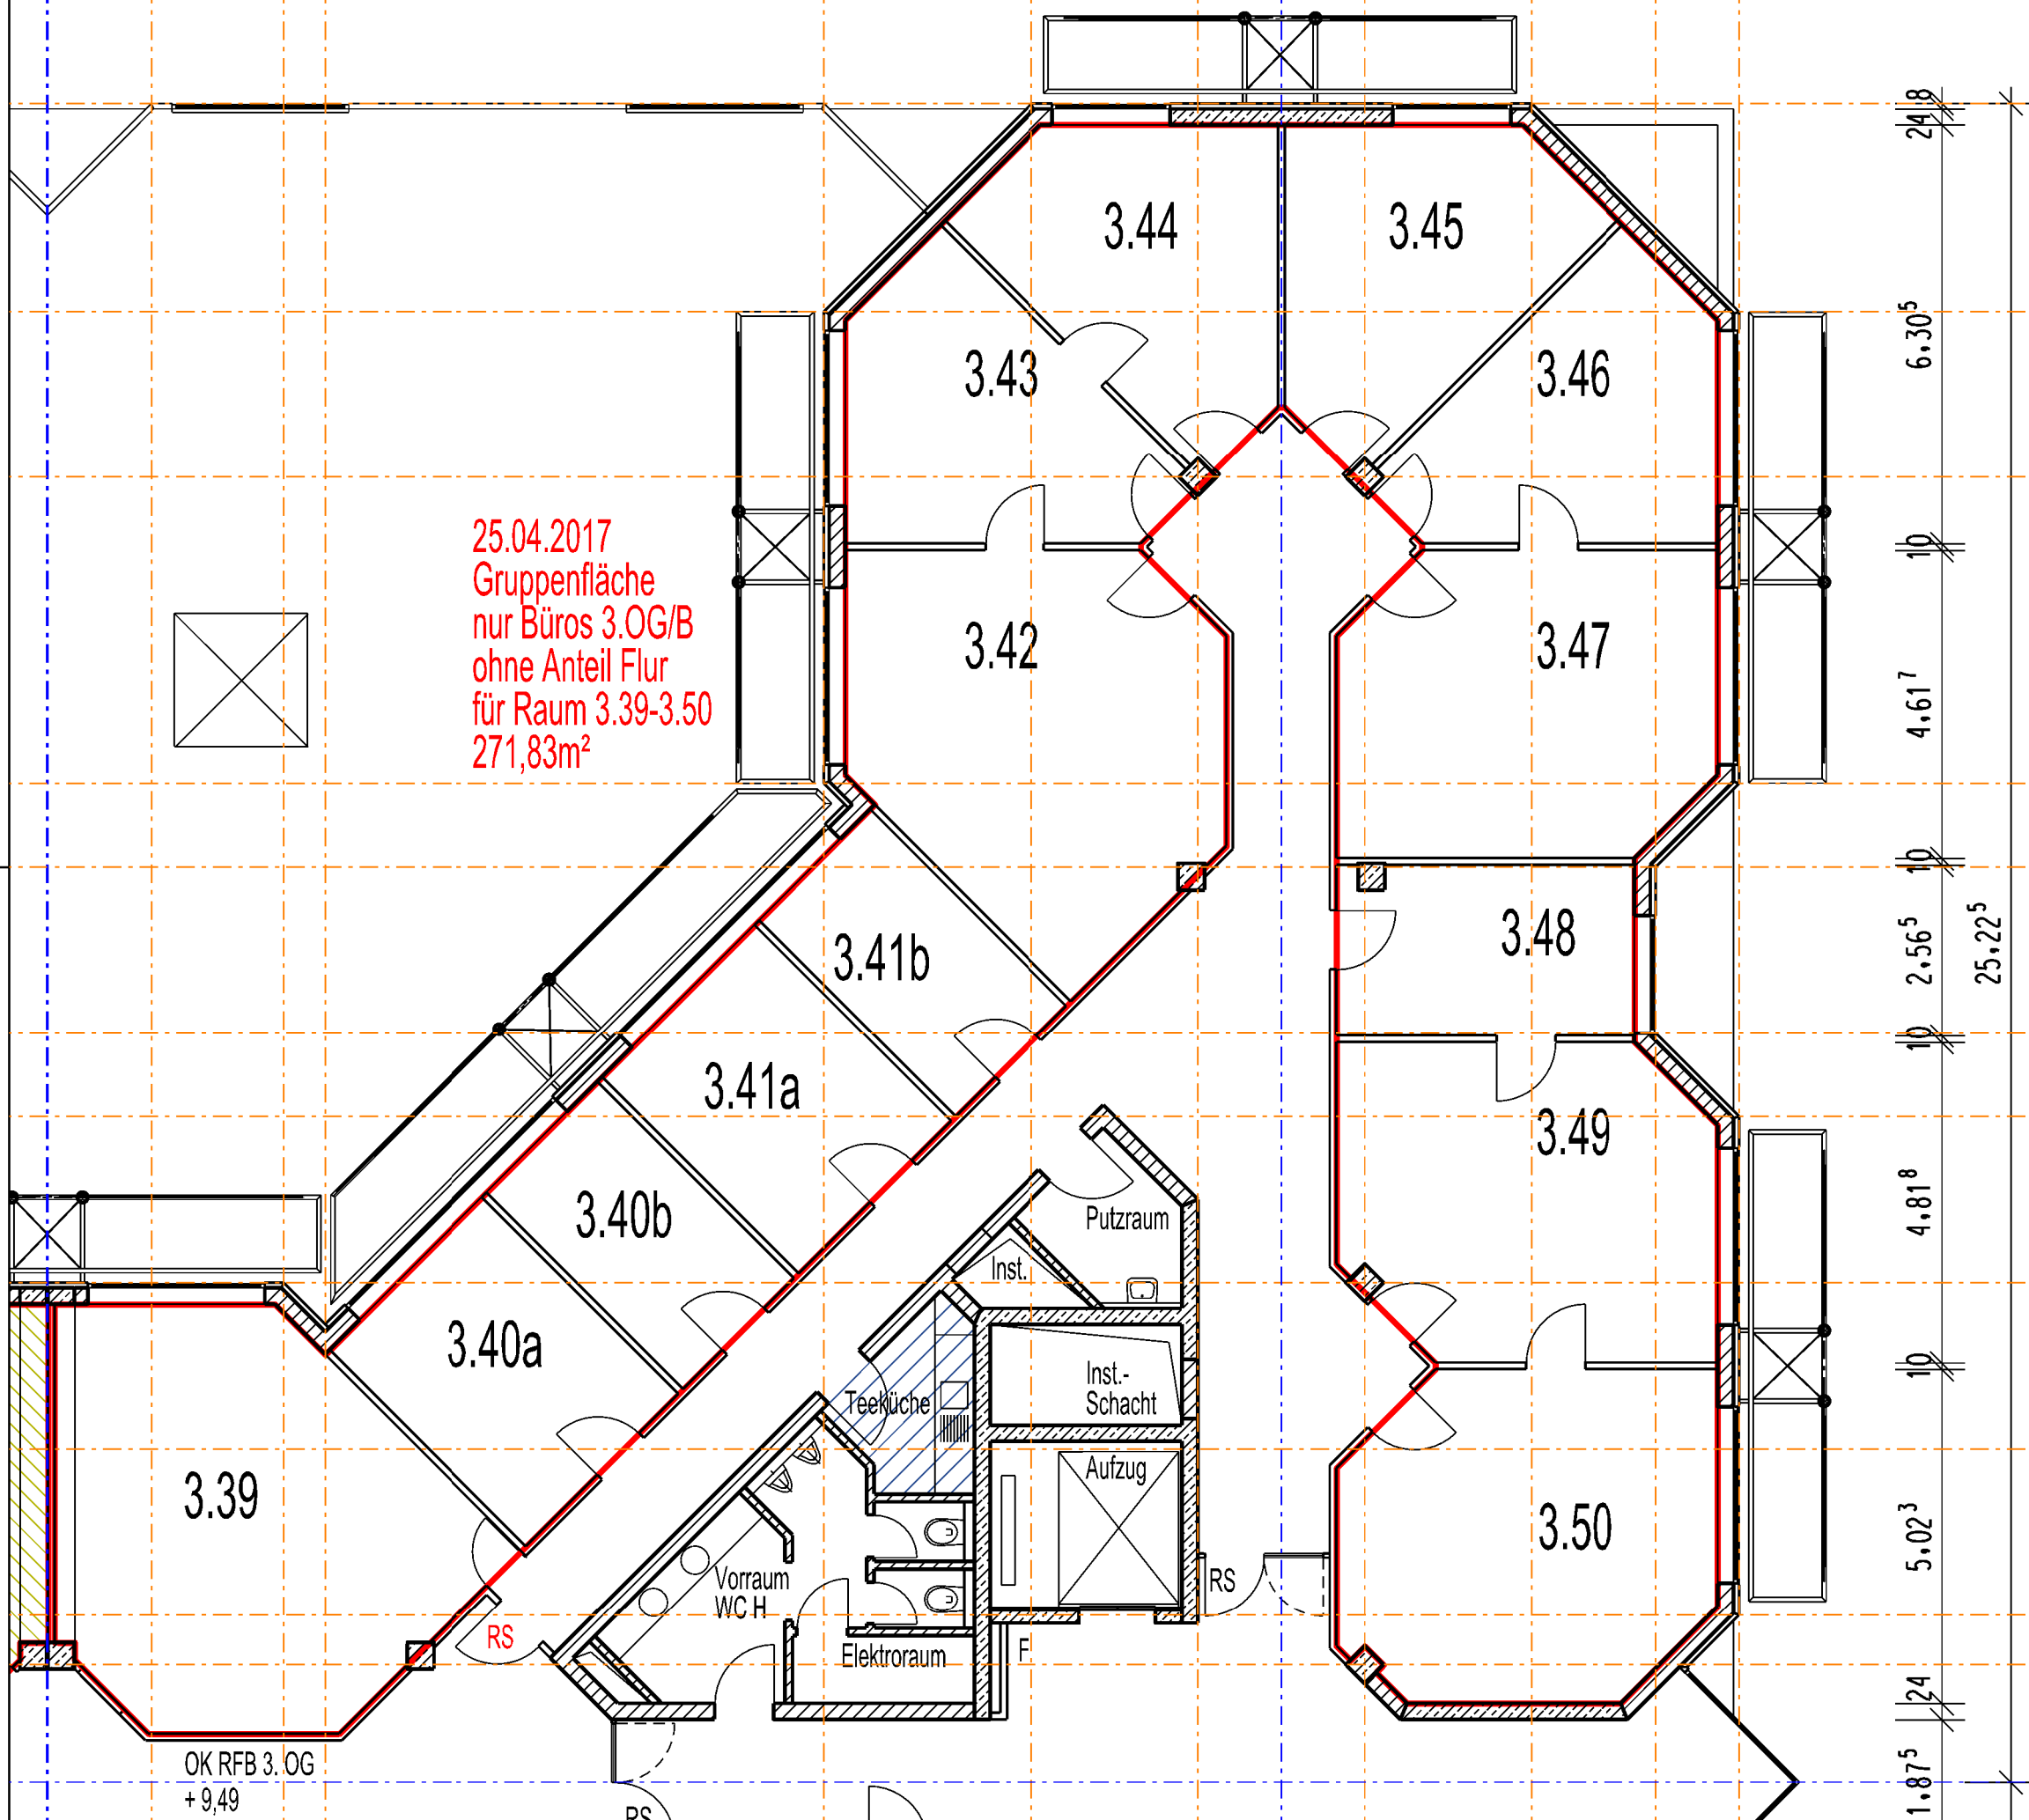 24 8
3.44
3.45
6,30⁵
3.43
3.46
25.04.2017
Gruppenfläche
nur Büros 3.OG/B
ohne Anteil Flur
für Raum 3.39-3.50
271,83m²
10
3.42
3.47
4,61⁷
10
3.41b
3.48
2,56⁵
25,22⁵
10
3.41a
3.49
3.40b
Putzraum
4,81⁸
Inst.
3.40a
Inst.-
Schacht
10
Teeküche
Aufzug
3.39
3.50
5,02³
Vorraum
WC H
RS
RS
Elektroraum
F
24
OK RFB 3. OG
+ 9,49
1,87⁵
RS